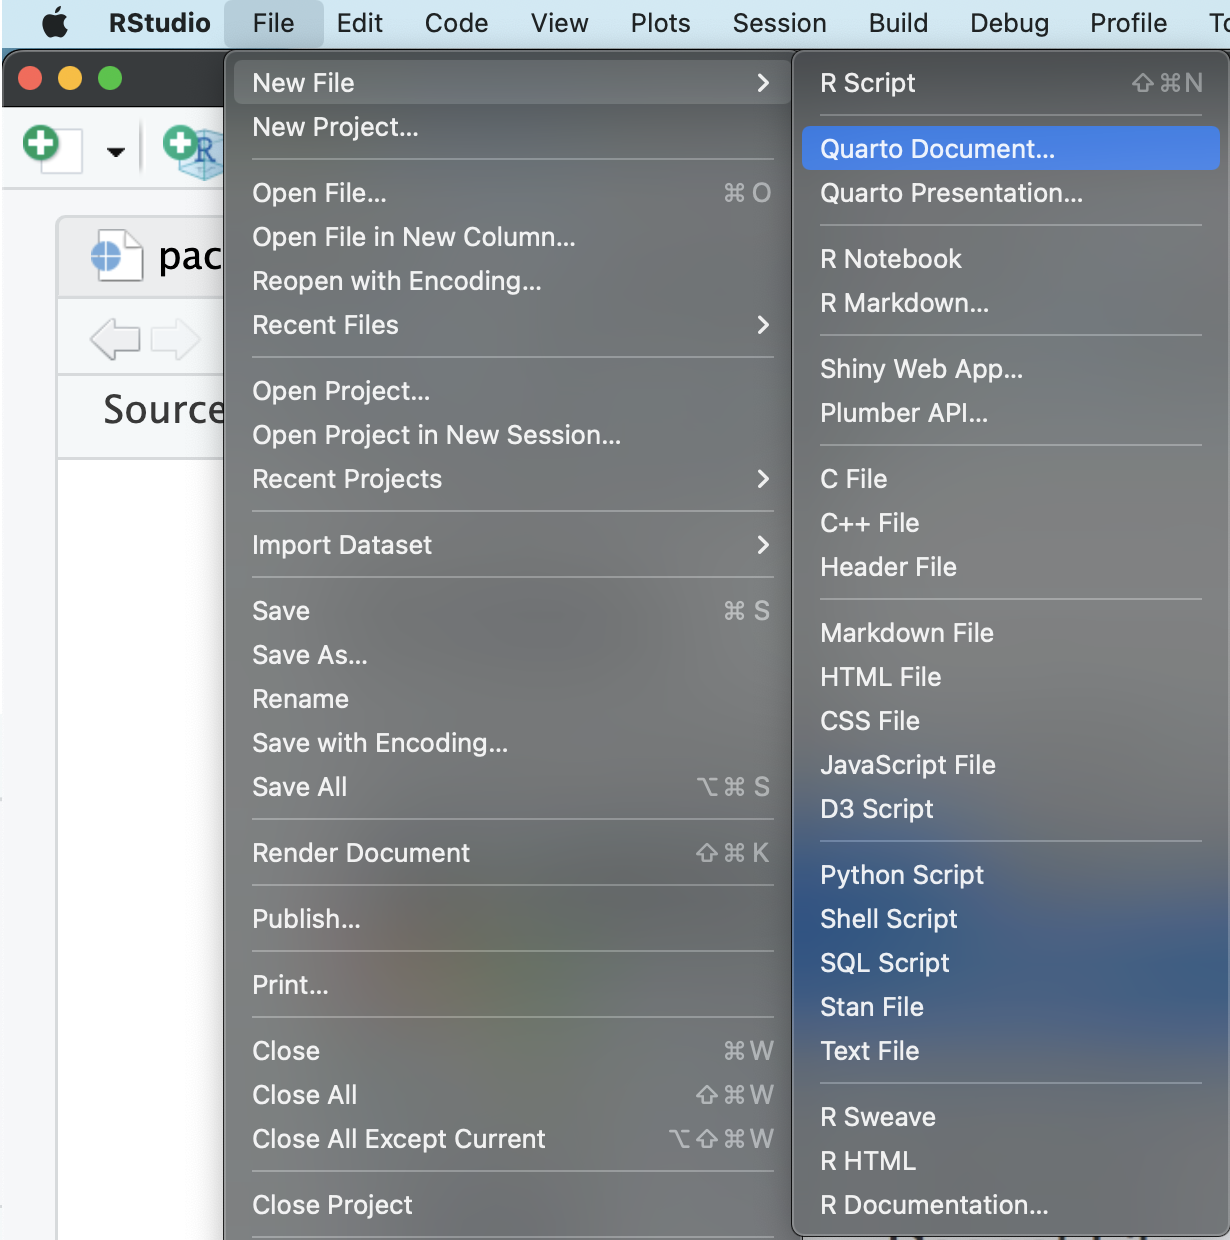 RStudio File Edit Code View Plots Session Build Debug Profile
New File
New Project...
Open File... ⌘ O
Open File in New Column...
Reopen with Encoding...
Recent Files
Open Project...
Open Project in New Session...
Recent Projects
Import Dataset
Save ⌘ S
Save As...
Rename
Save with Encoding...
Save All ⌥⌘ S
Render Document ⇧⌘ K
Publish...
Print...
Close ⌘W
Close All ⇧⌘W
Close All Except Current ⌥⇧⌘W
Close Project
R Script ⇧⌘N
Quarto Document...
Quarto Presentation...
R Notebook
R Markdown...
Shiny Web App...
Plumber API...
C File
C++ File
Header File
Markdown File
HTML File
CSS File
JavaScript File
D3 Script
Python Script
Shell Script
SQL Script
Stan File
Text File
R Sweave
R HTML
R Documentation...
R
pac
Source